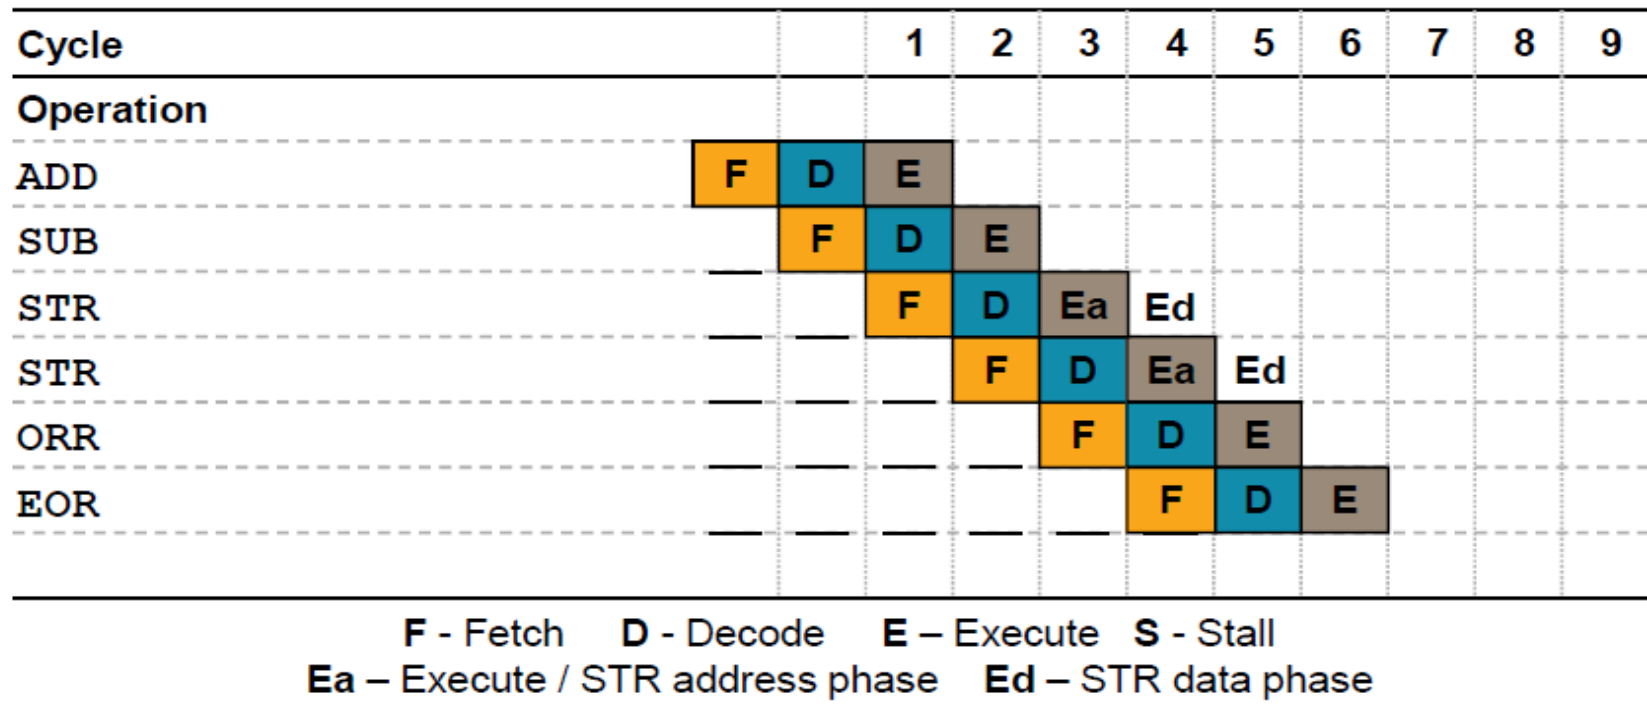 Cycle 1 2 3 4 5 6 7 8 9
Operation
ADD F D E
SUB F D E
STR F D Ea Ed
STR F D Ea Ed
ORR F D E
EOR F D E
F - Fetch D - Decode E – Execute S - Stall
Ea – Execute / STR address phase Ed – STR data phase